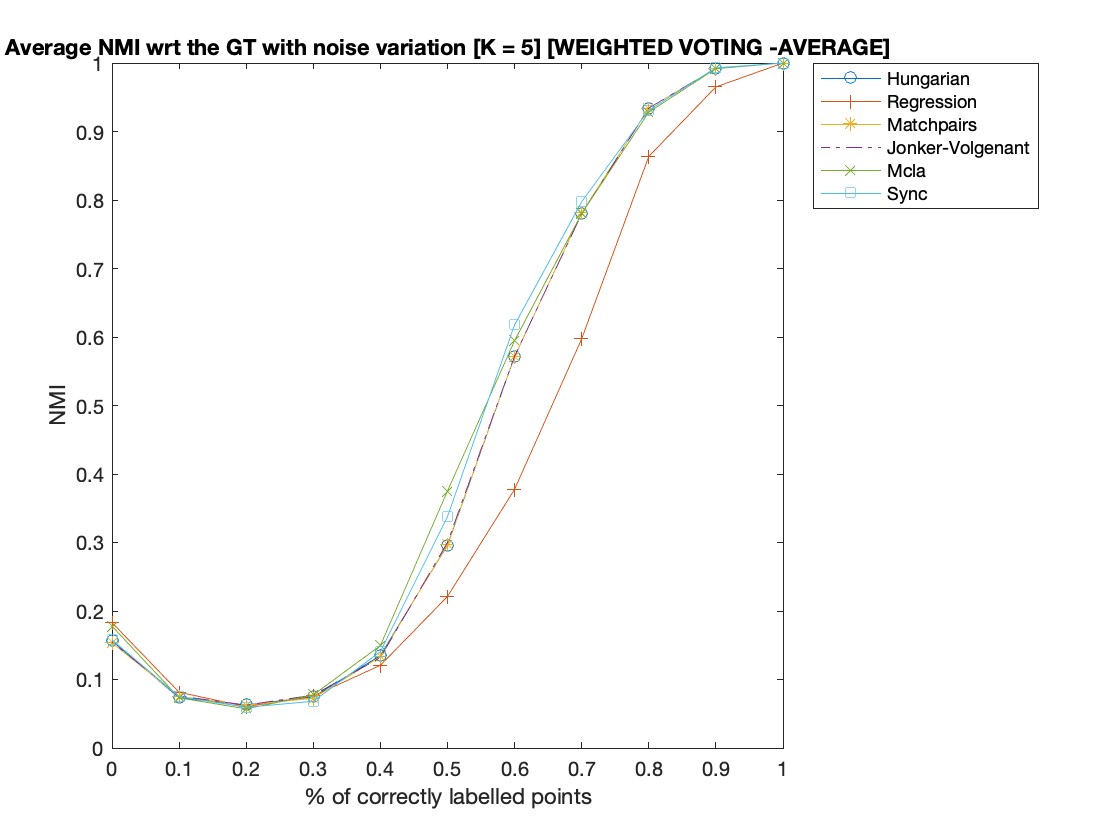 Average NMI wrt the GT with noise variation [K = 5] [WEIGHTED VOTING -AVERAGE]
1
0.9
0.8
0.7
0.6
0.5
0.4
0.3
0.2
0.1
0
NMI
0 0.1 0.2 0.3 0.4 0.5 0.6 0.7 0.8 0.9 1
% of correctly labelled points
Hungarian
Regression
Matchpairs
Jonker-Volgenant
Mcla
Sync